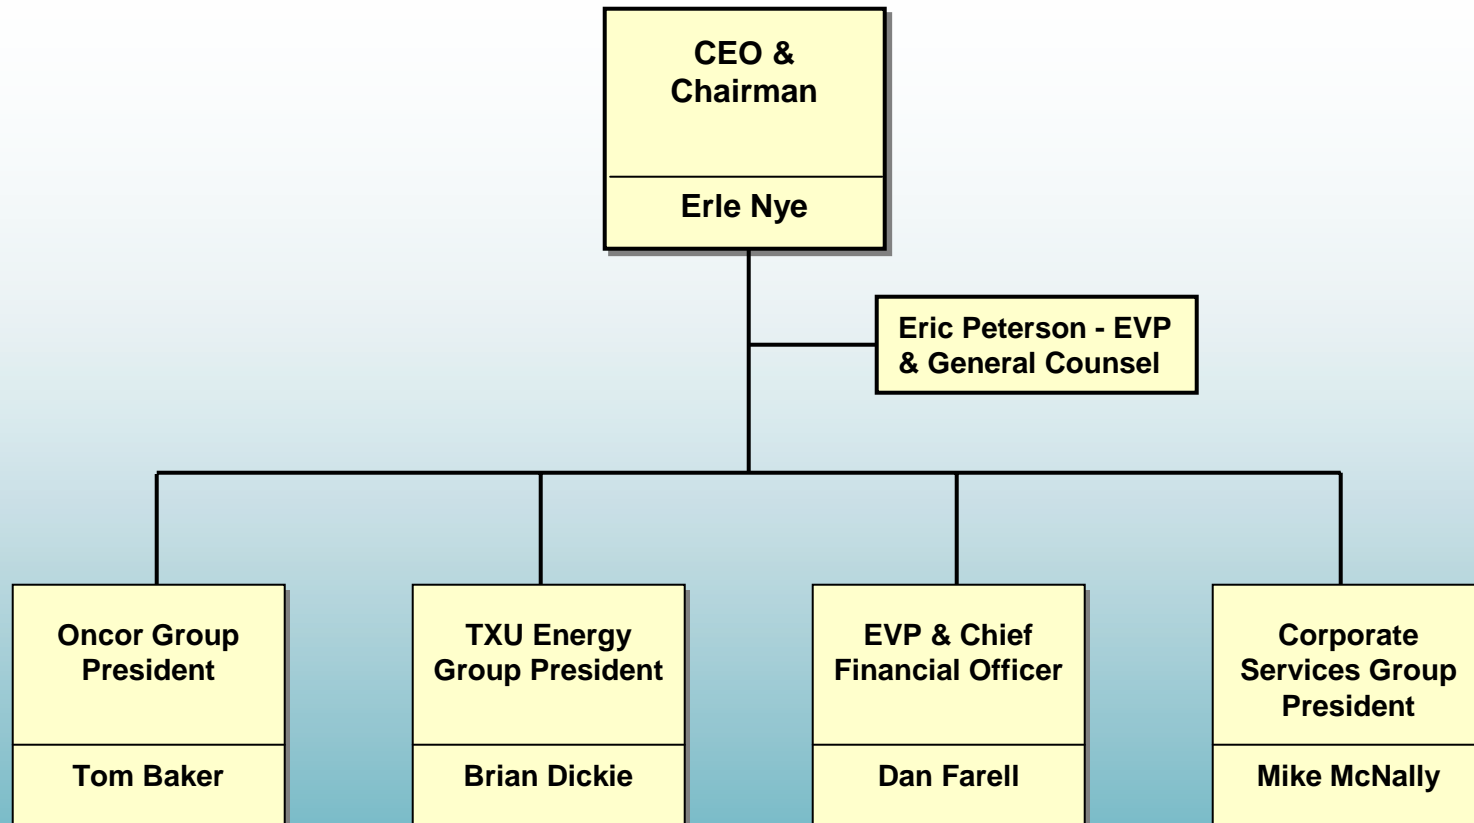 CEO &
Chairman
Erle Nye
Eric Peterson - EVP
& General Counsel
Oncor Group
President
Tom Baker
TXU Energy
Group President
Brian Dickie
EVP & Chief
Financial Officer
Dan Farell
Corporate
Services Group
President
Mike McNally